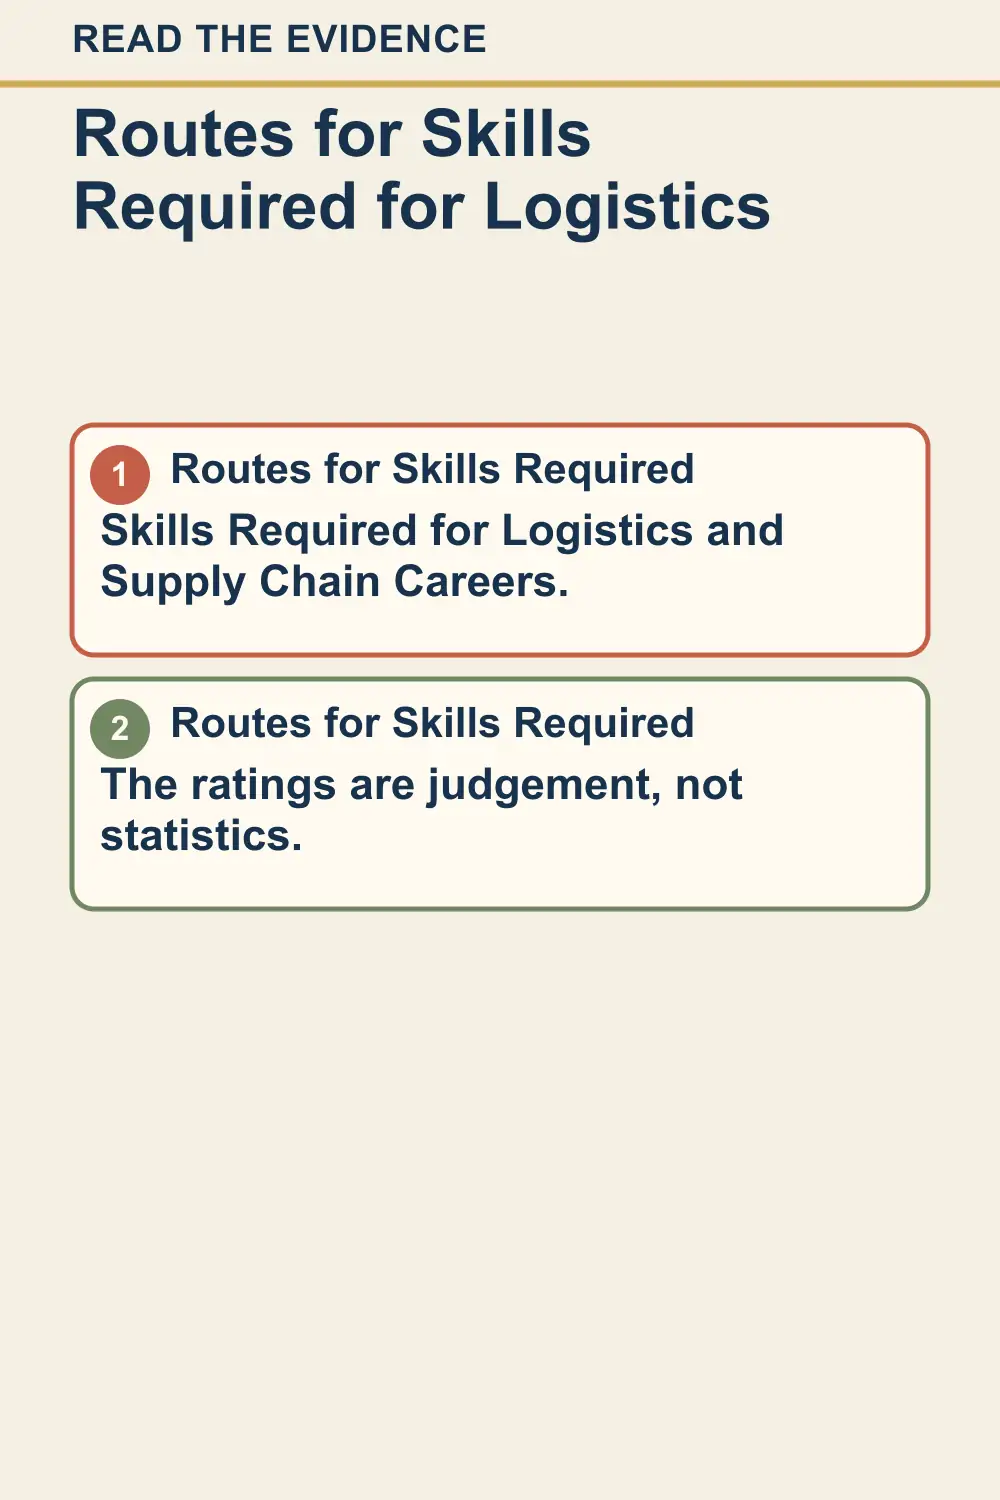 READ THE EVIDENCE
Routes for Skills
Required for Logistics
1 Routes for Skills Required
Skills Required for Logistics and
Supply Chain Careers.
2 Routes for Skills Required
The ratings are judgement, not
statistics.